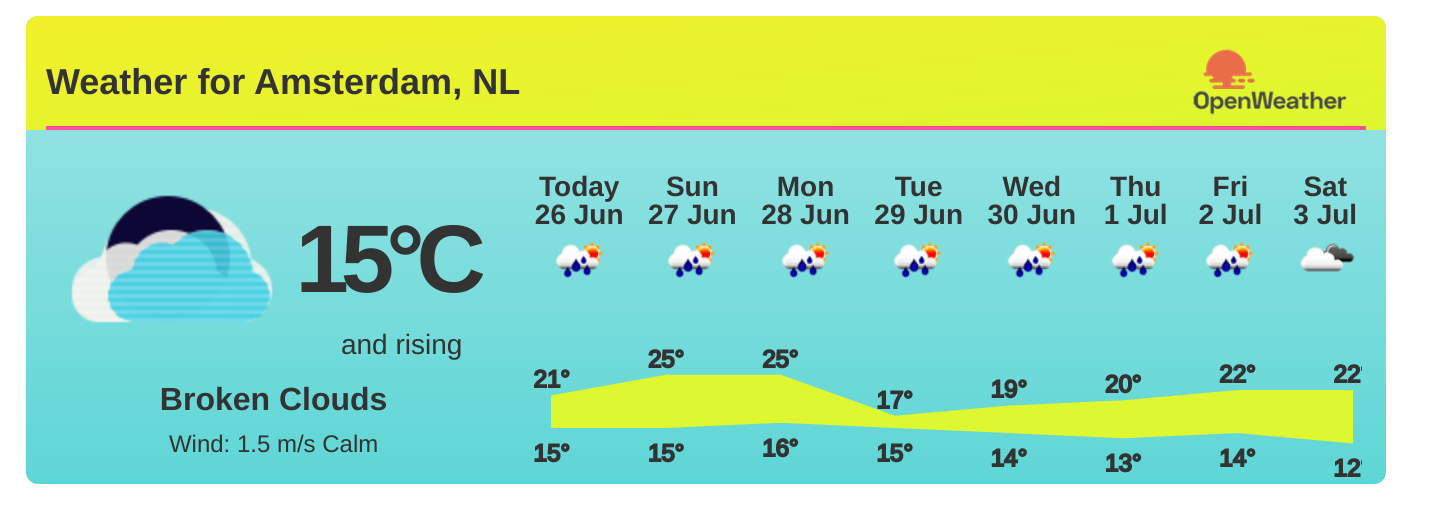 Weather for Amsterdam, NL
OpenWeather
15°C
and rising
Broken Clouds
Wind: 1.5 m/s Calm
Today Sun Mon Tue Wed Thu Fri Sat
26 Jun 27 Jun 28 Jun 29 Jun 30 Jun 1 Jul 2 Jul 3 Jul
21° 25° 25° 17° 19° 20° 22° 22°
15° 15° 16° 15° 14° 13° 14° 12°